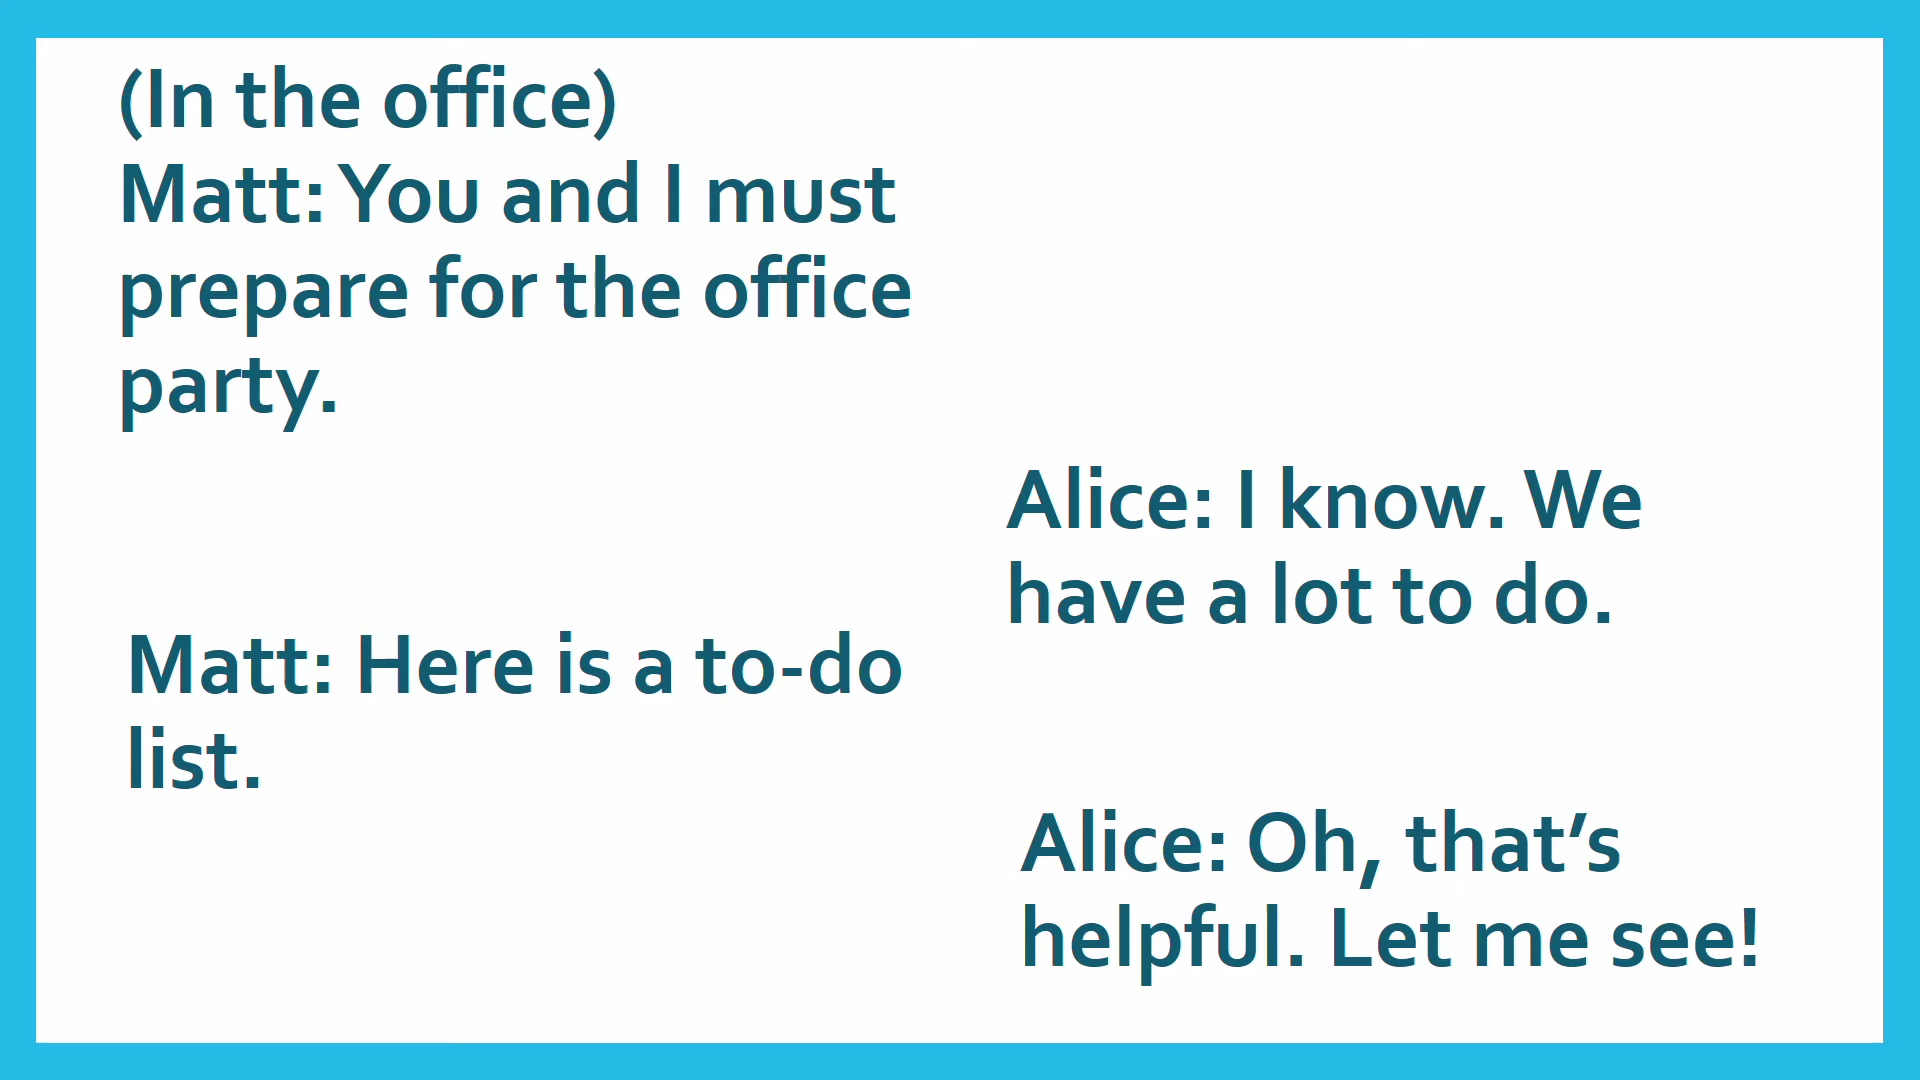 (In the office)
Matt: You and I must
prepare for the office
party.
Alice: I know. We
have a lot to do.
Matt: Here is a to-do
list.
Alice: Oh, that’s
helpful. Let me see!